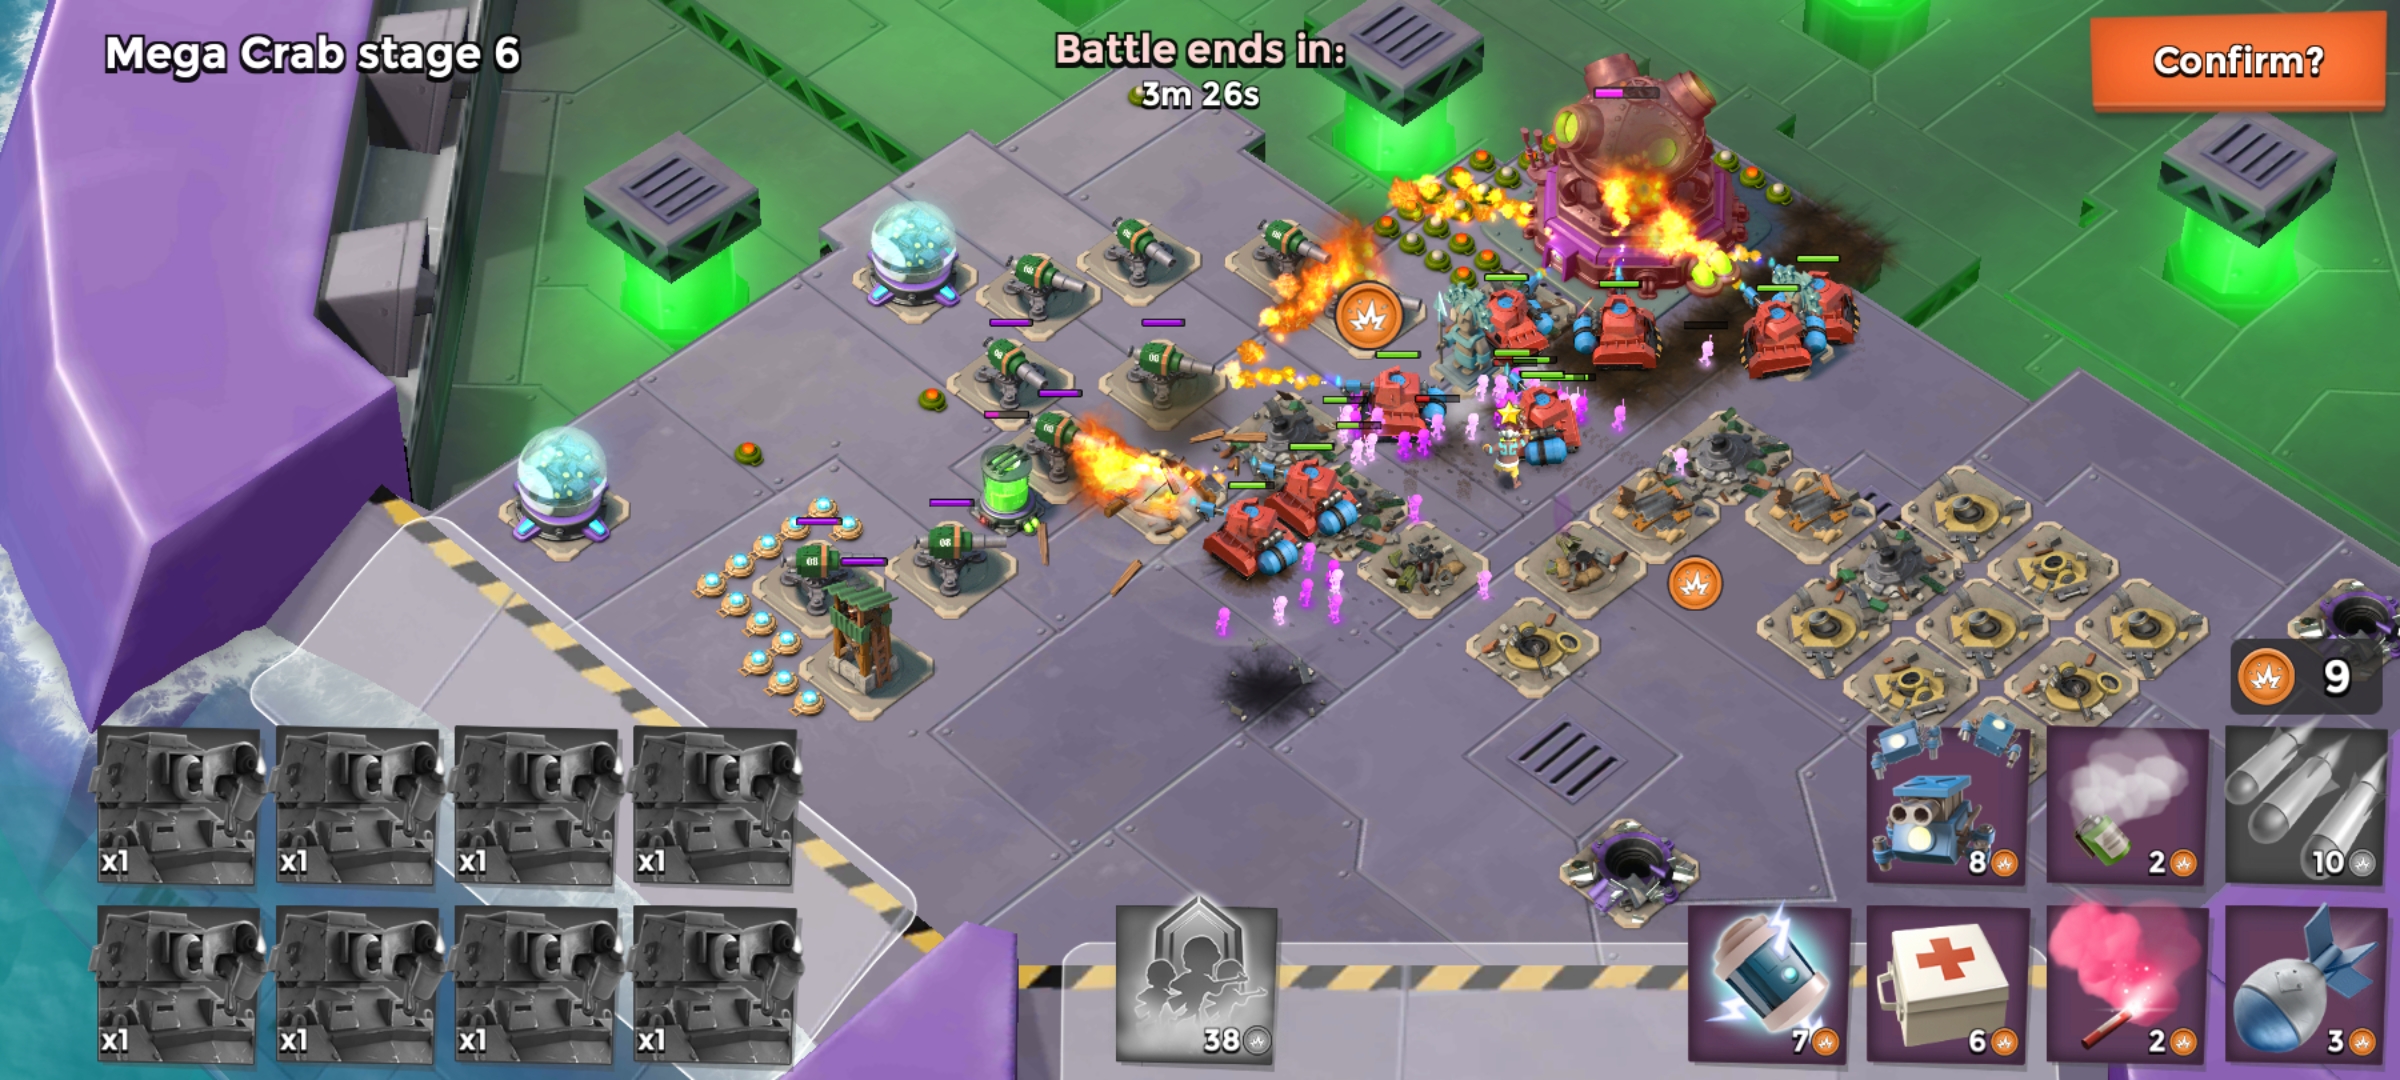 Mega Crab stage 6
Battle ends in:
3m 26s
Confirm?
9
x1 x1 x1 x1
8 2 10
x1 x1 x1 x1
38 7 6 2 3